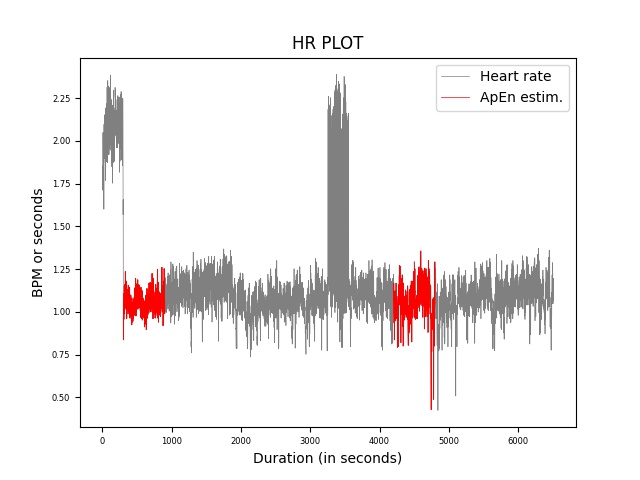 HR PLOT
Heart rate
ApEn estim.
BPM or seconds
2.25
2.00
1.75
1.50
1.25
1.00
0.75
0.50
0 1000 2000 3000 4000 5000 6000
Duration (in seconds)